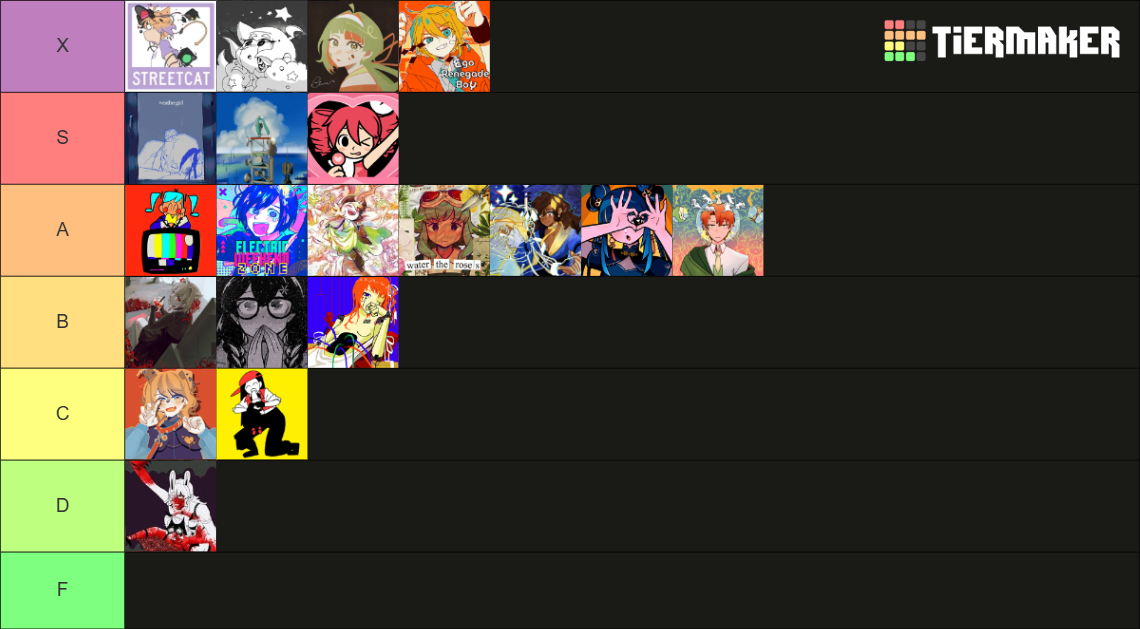 X
STREETCAT
Ego
Renegade
Boy
TiERMAKER
S
A
ELECTRIC
WEEKEND
ZONE
water the rose's
B
C
D
F